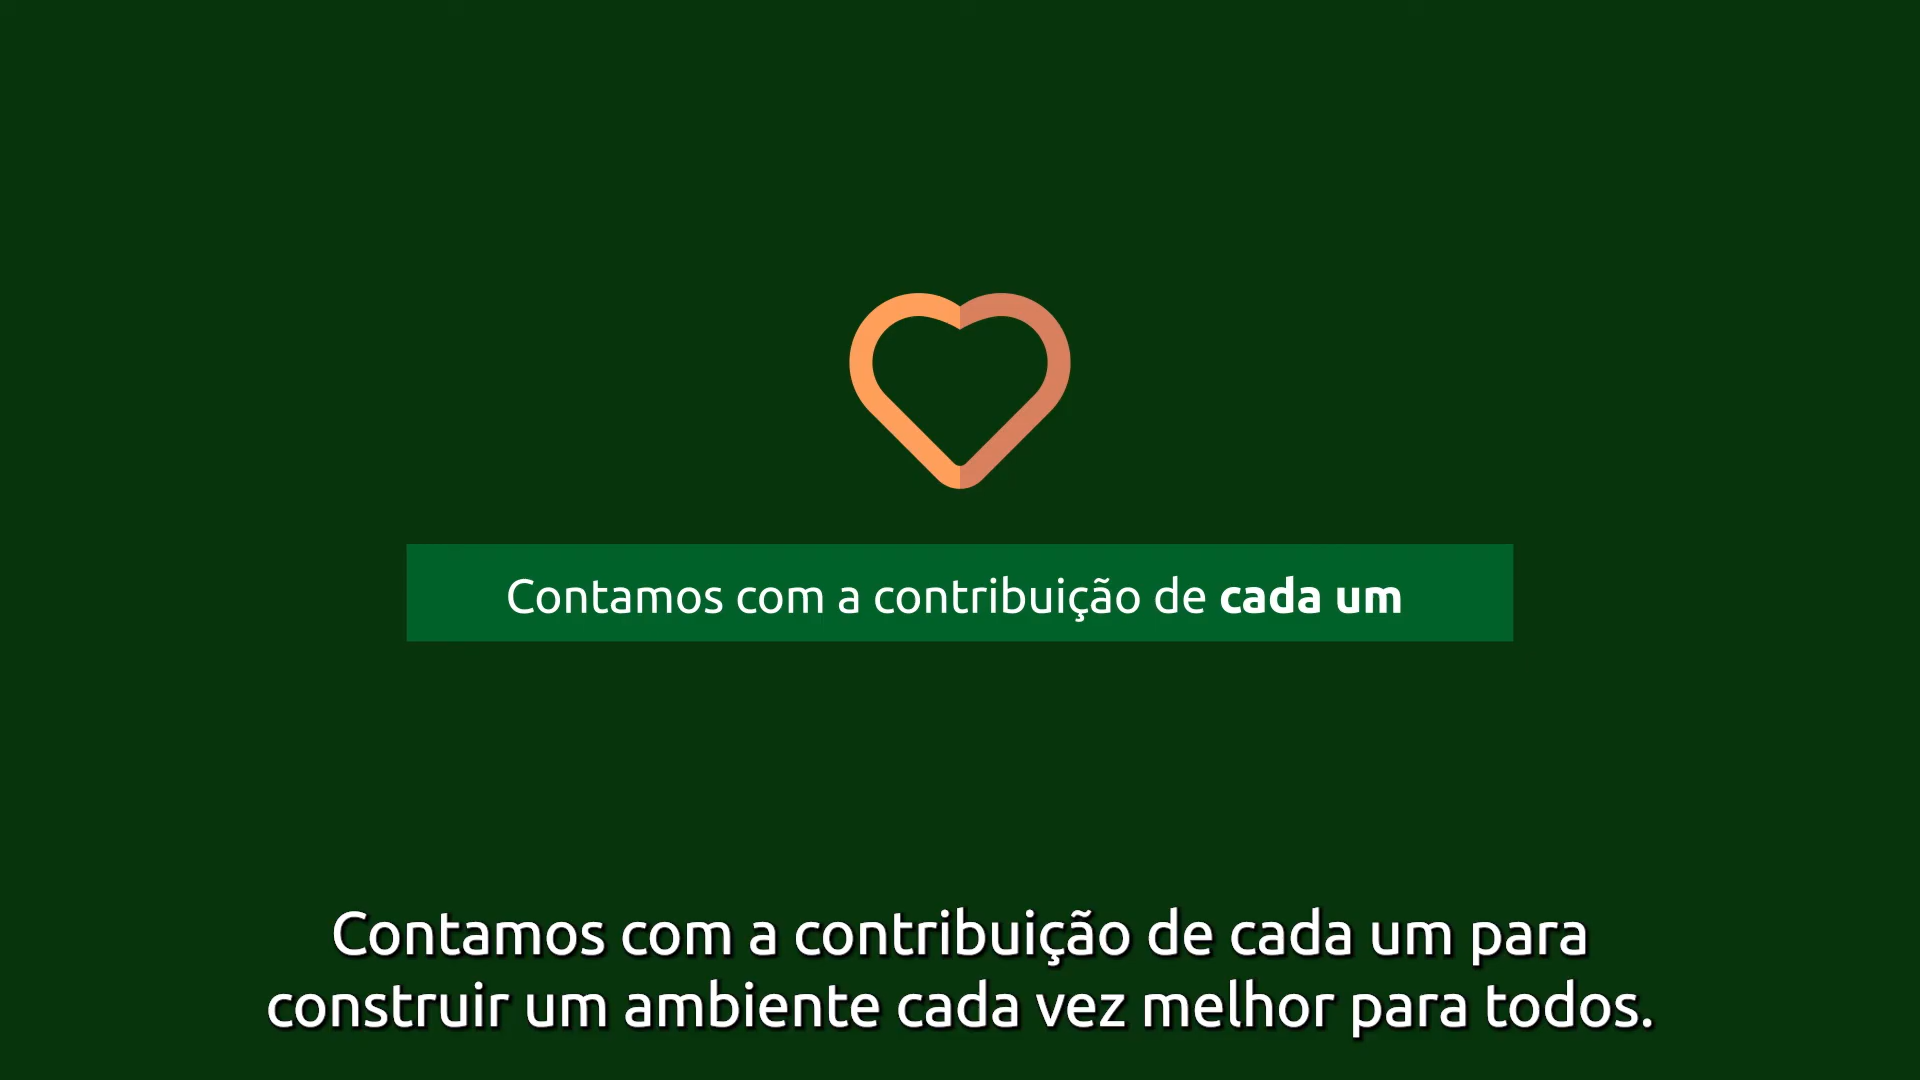 Contamos com a contribuição de cada um
Contamos com a contribuição de cada um para
construir um ambiente cada vez melhor para todos.